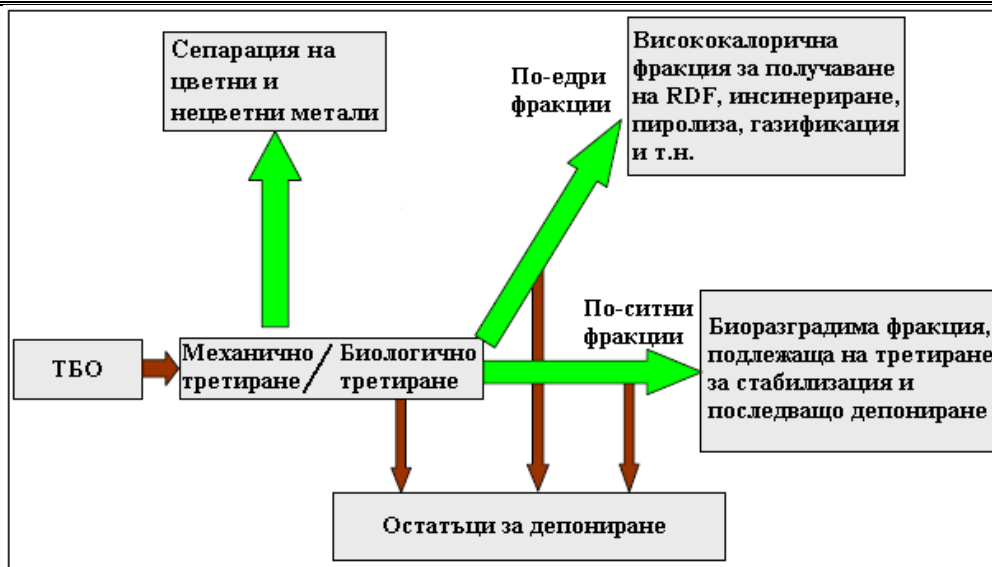 Сепарация на
цветни и
нецветни метали
По-едри
фракции
Висококалорична
фракция за получаване
на RDF, инсинериране,
пиролиза, газификация
и т.н.
ТБО
Механично / Биологично
третиране третиране
По-ситни
фракции
Биоразградима фракция,
подлежаща на третиране
за стабилизация и
последващо депониране
Остатъци за депониране